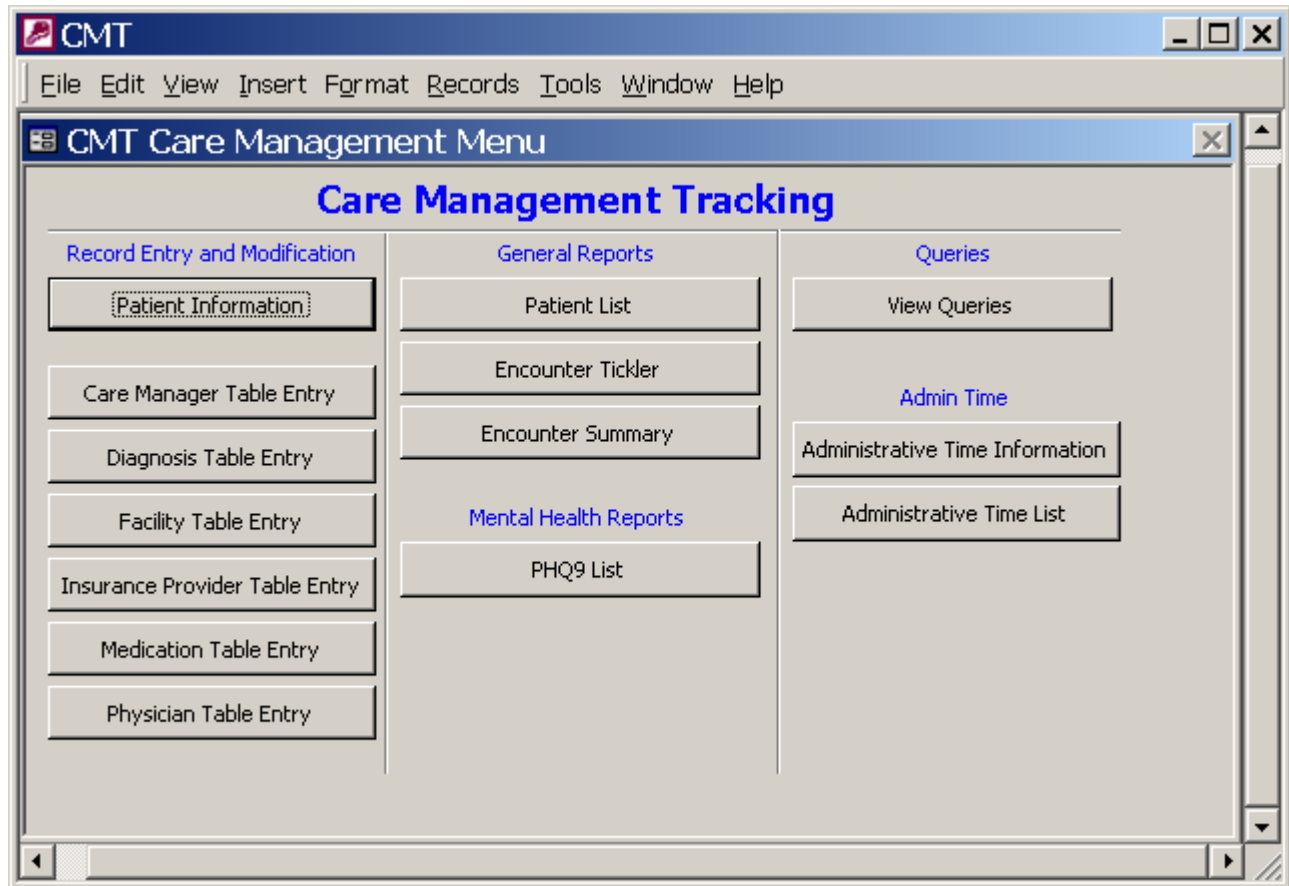 CMT
File Edit View Insert Format Records Tools Window Help
CMT Care Management Menu
Care Management Tracking
Record Entry and Modification
Patient Information
Care Manager Table Entry
Diagnosis Table Entry
Facility Table Entry
Insurance Provider Table Entry
Medication Table Entry
Physician Table Entry
General Reports
Patient List
Encounter Tickler
Encounter Summary
Mental Health Reports
PHQ9 List
Queries
View Queries
Admin Time
Administrative Time Information
Administrative Time List